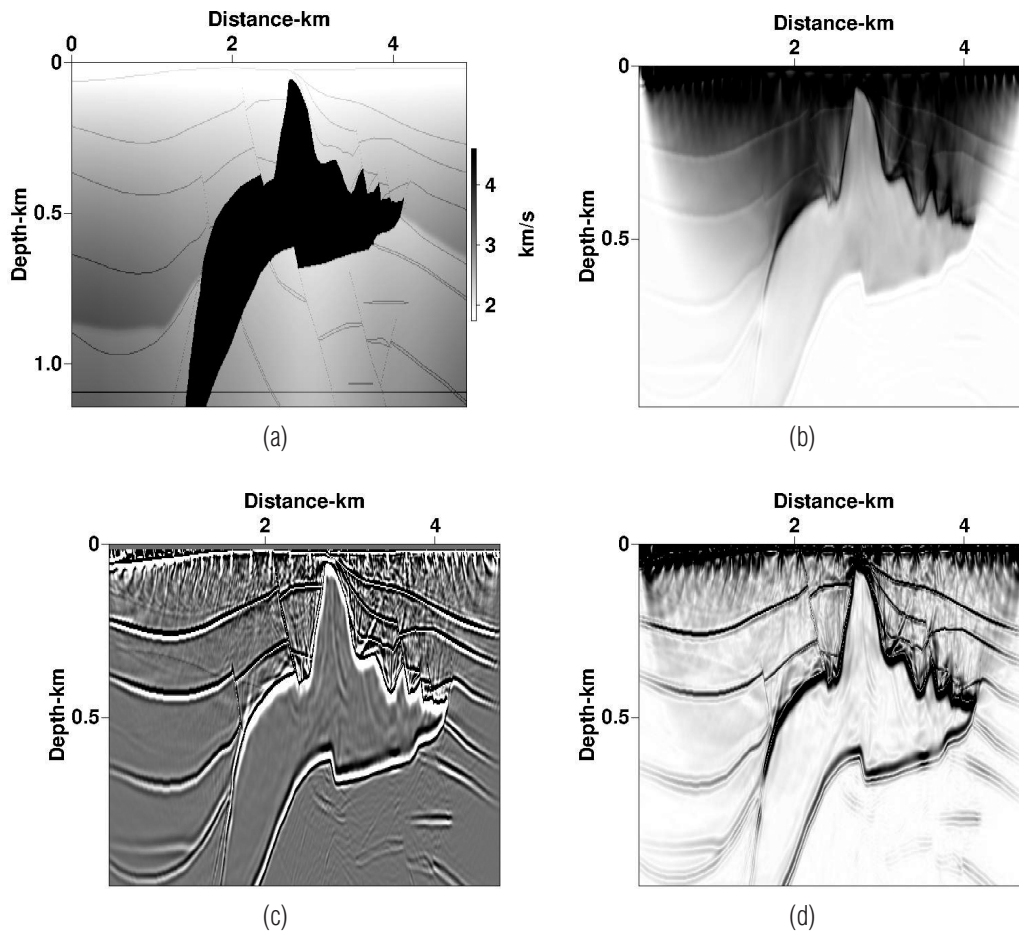 Distance-km
0 2 4
0
0.5
1.0
Depth-km
4
3
2
km/s
(a)
Distance-km
2 4
0
0.5
Depth-km
(b)
Distance-km
2 4
0
0.5
Depth-km
(c)
Distance-km
2 4
0
0.5
Depth-km
(d)